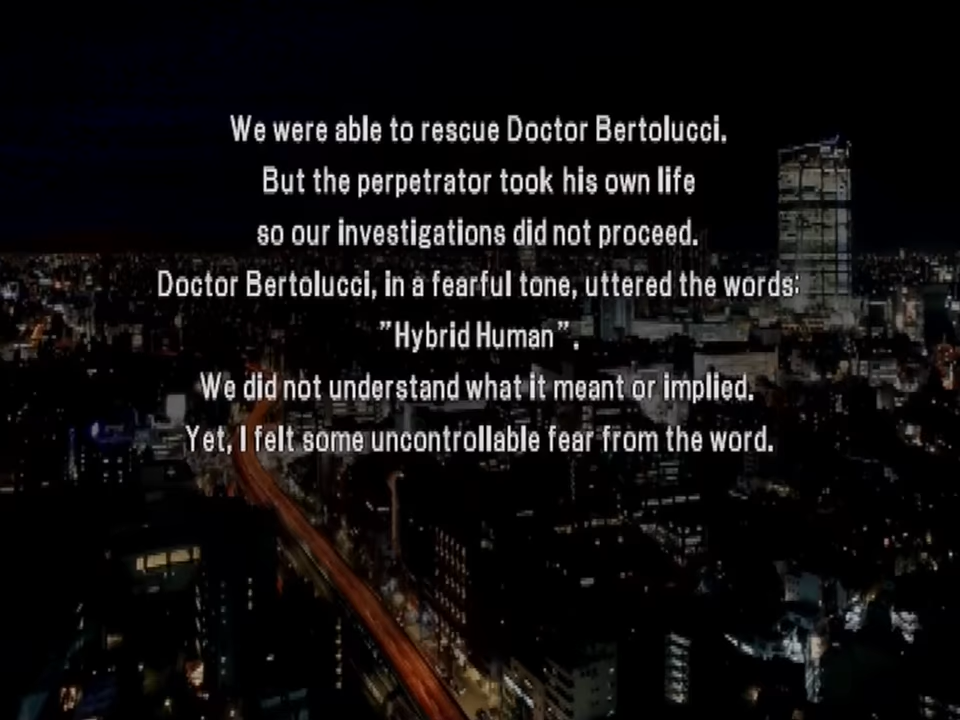 We were able to rescue Doctor Bertolucci.
But the perpetrator took his own life
so our investigations did not proceed.
Doctor Bertolucci, in a fearful tone, uttered the words:
"Hybrid Human".
We did not understand what it meant or implied.
Yet, I felt some uncontrollable fear from the word.